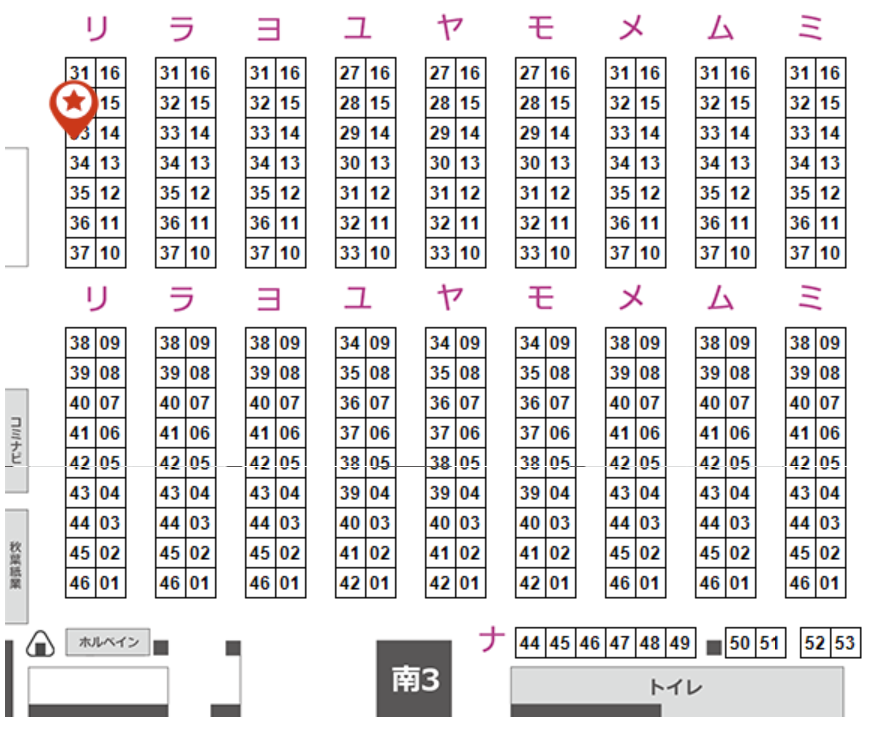 リ ラ ヨ ユ ヤ モ メ ム ミ
31 16 31 16 31 16 27 16 27 16 27 16 31 16 31 16 31 16
15 32 15 32 15 28 15 28 15 28 15 32 15 32 15 32 15
33 14 33 14 33 14 29 14 29 14 29 14 33 14 33 14 33 14
34 13 34 13 34 13 30 13 30 13 30 13 34 13 34 13 34 13
35 12 35 12 35 12 31 12 31 12 31 12 35 12 35 12 35 12
36 11 36 11 36 11 32 11 32 11 32 11 36 11 36 11 36 11
37 10 37 10 37 10 33 10 33 10 33 10 37 10 37 10 37 10
リ ラ ヨ ユ ヤ モ メ ム ミ
38 09 38 09 38 09 34 09 34 09 34 09 38 09 38 09 38 09
39 08 39 08 39 08 35 08 35 08 35 08 39 08 39 08 39 08
40 07 40 07 40 07 36 07 36 07 36 07 40 07 40 07 40 07
41 06 41 06 41 06 37 06 37 06 37 06 41 06 41 06 41 06
42 05 42 05 42 05 38 05 38 05 38 05 42 05 42 05 42 05
43 04 43 04 43 04 39 04 39 04 39 04 43 04 43 04 43 04
44 03 44 03 44 03 40 03 40 03 40 03 44 03 44 03 44 03
45 02 45 02 45 02 41 02 41 02 41 02 45 02 45 02 45 02
46 01 46 01 46 01 42 01 42 01 42 01 46 01 46 01 46 01
コミナビ
秋葉紙業
ホルベイン
ナ 44 45 46 47 48 49 50 51 52 53
南3
トイレ